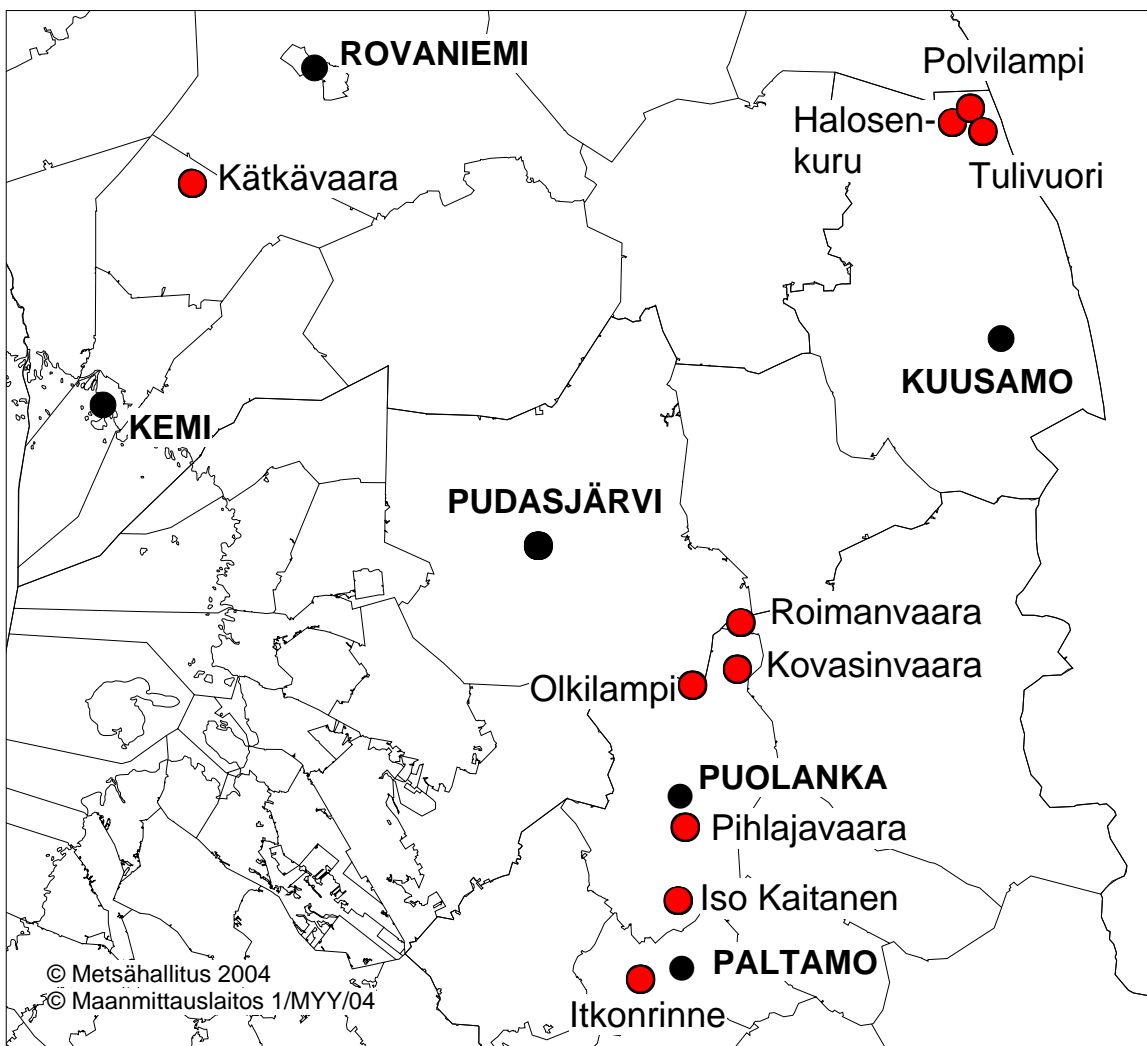 ROVANIEMI
Polvilampi
Halosen-
kuru
Tulivuori
Kätkävaara
KUUSAMO
KEMI
PUDASJÄRVI
Roimanvaara
Kovasinvaara
Olkilampi
PUOLANKA
Pihlajavaara
Iso Kaitanen
PALTAMO
Itkonrinne
© Metsähallitus 2004
© Maanmittauslaitos 1/MYY/04